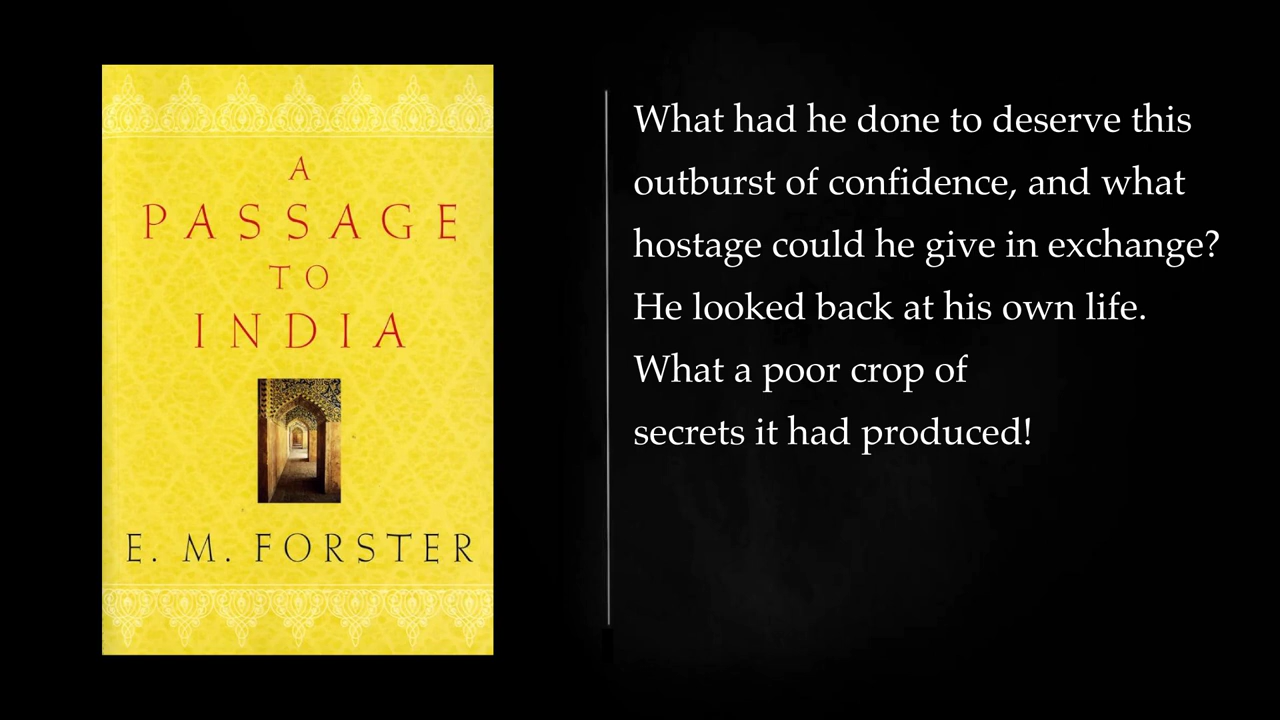 A
PASSAGE
TO
INDIA
E. M. FORSTER
What had he done to deserve this
outburst of confidence, and what
hostage could he give in exchange?
He looked back at his own life.
What a poor crop of
secrets it had produced!